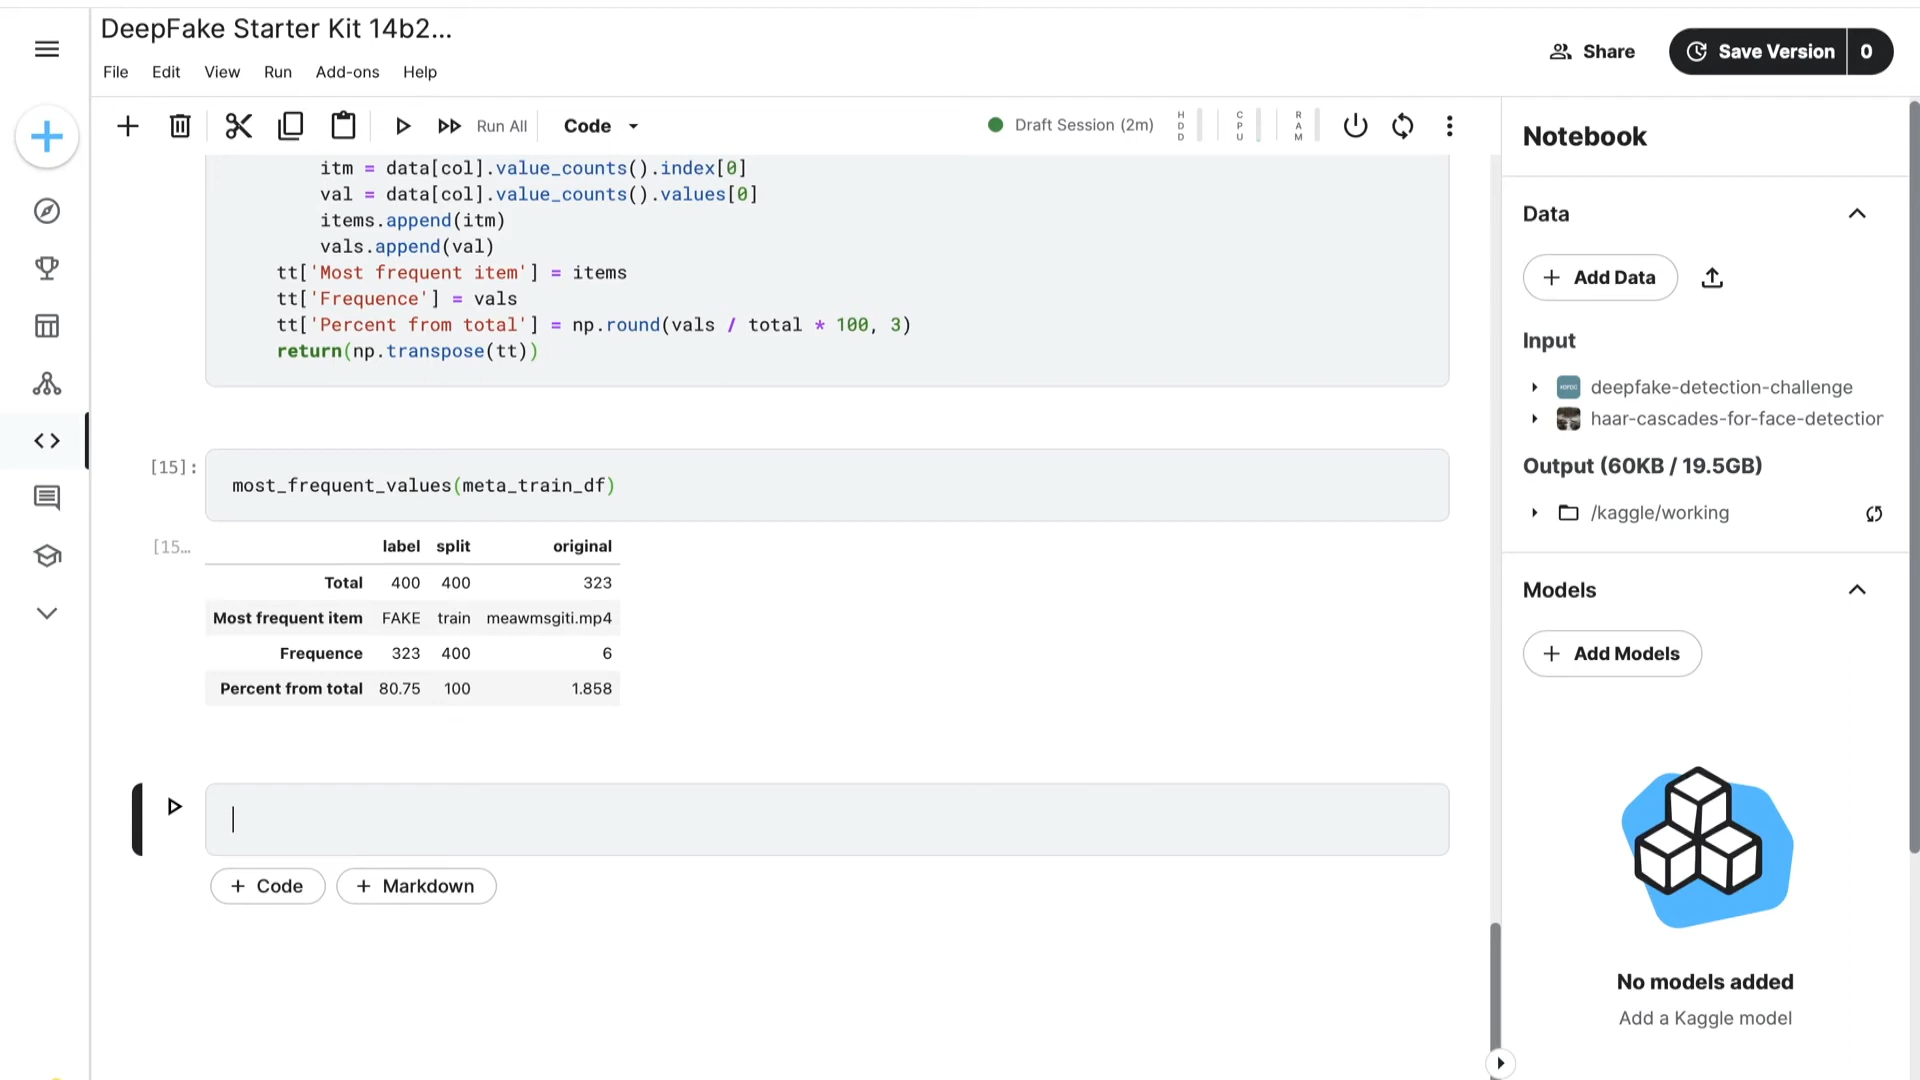 DeepFake Starter Kit 14b2...
File Edit View Run Add-ons Help
Share
Save Version 0
Run All
Code
Draft Session (2m)
HDD
CPU
RAM
itm = data[col].value_counts().index[0]
val = data[col].value_counts().values[0]
items.append(itm)
vals.append(val)
tt['Most frequent item'] = items
tt['Frequence'] = vals
tt['Percent from total'] = np.round(vals / total * 100, 3)
return(np.transpose(tt))
[15]:
most_frequent_values(meta_train_df)
[15…
label split original
Total 400 400 323
Most frequent item FAKE train meawmsgiti.mp4
Frequence 323 400 6
Percent from total 80.75 100 1.858
+ Code
+ Markdown
Notebook
Data
+ Add Data
Input
deepfake-detection-challenge
haar-cascades-for-face-detection
Output (60KB / 19.5GB)
/kaggle/working
Models
+ Add Models
No models added
Add a Kaggle model